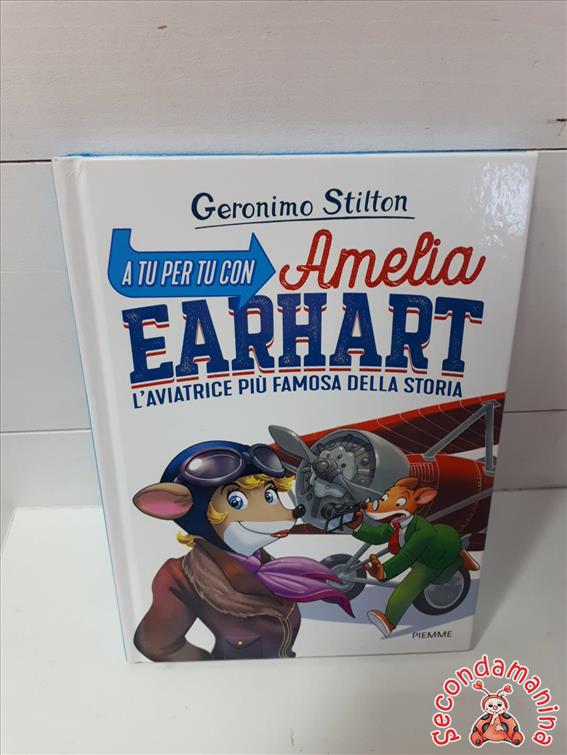 Geronimo Stilton
A TU PER TU CON
Amelia
EARHART
L'AVIATRICE PIÙ FAMOSA DELLA STORIA
PIEMME
Secondamanina